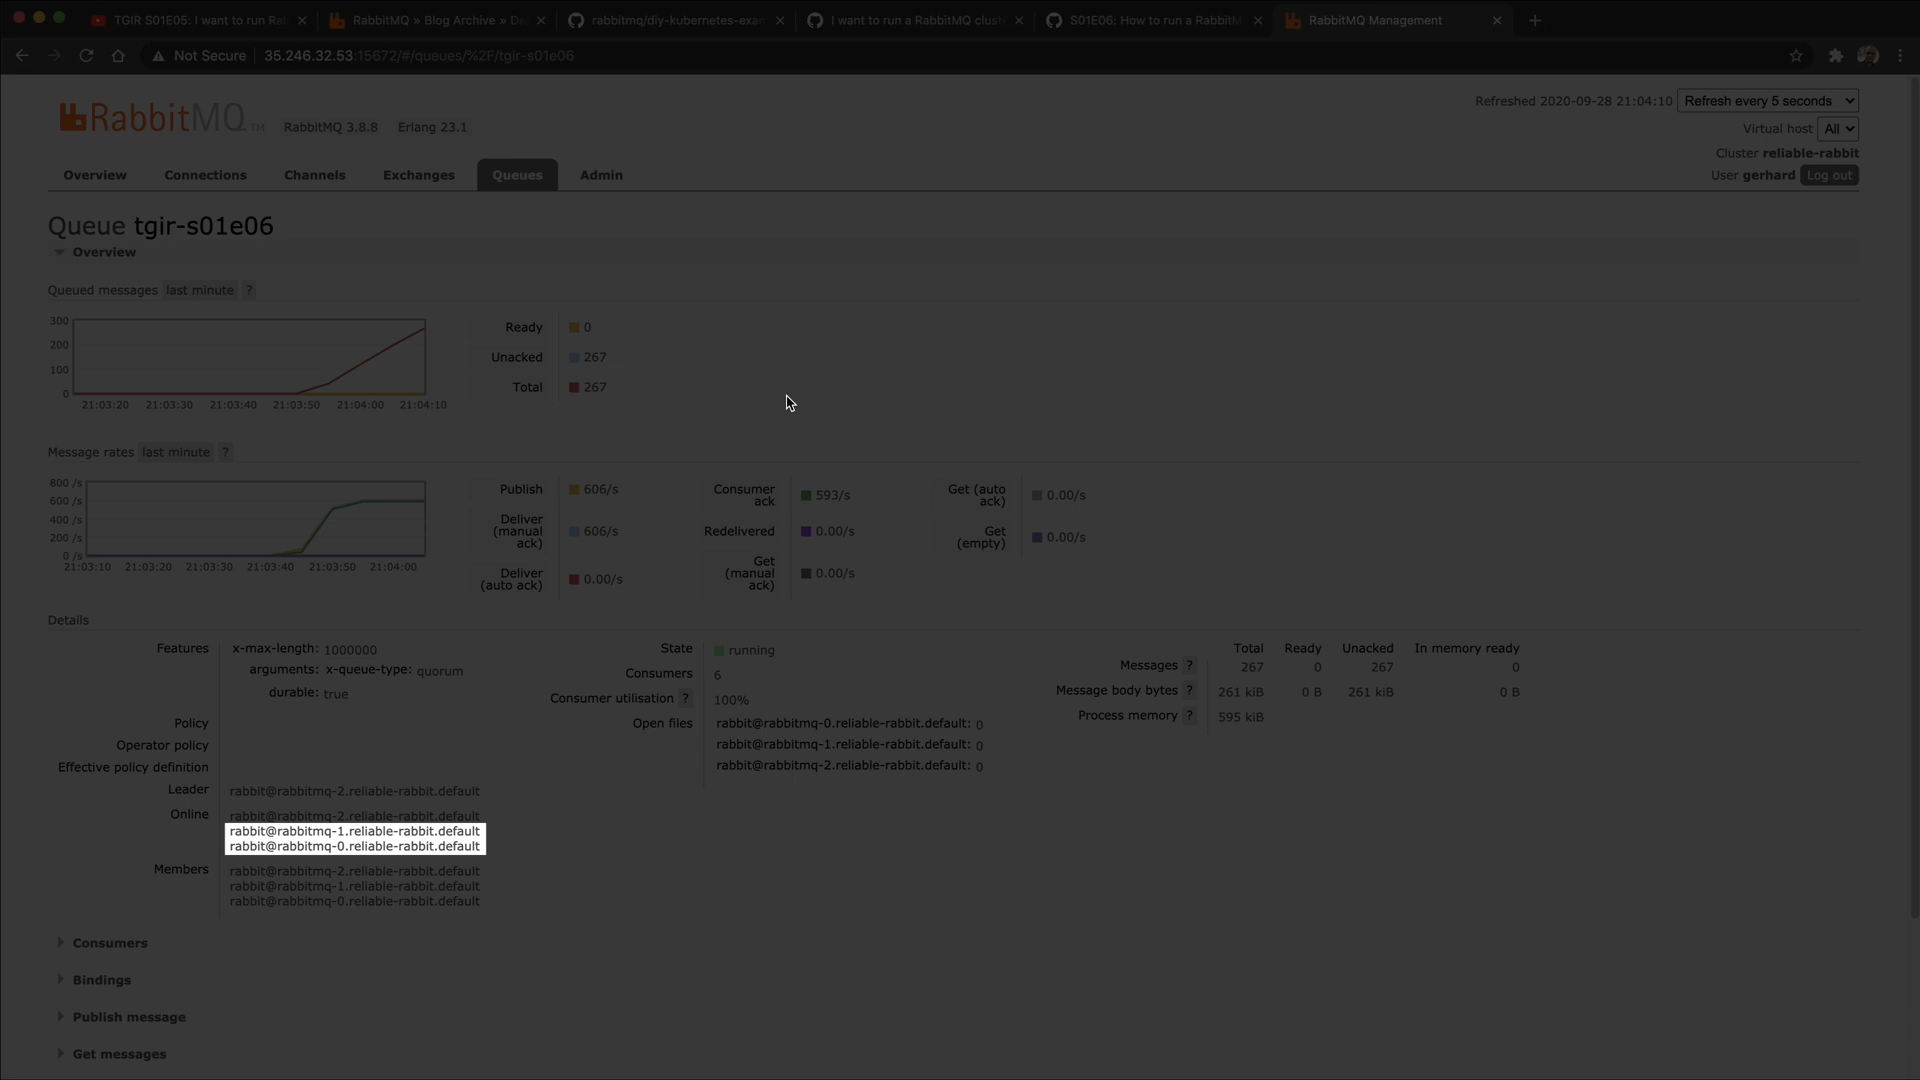 TGIR S01E05: I want to run Ral
RabbitMQ » Blog Archive » De
rabbitmq/diy-kubernetes-exam
I want to run a RabbitMQ clust
S01E06: How to run a RabbitM
RabbitMQ Management
Not Secure
35.246.32.53:15672/#/queues/%2F/tgir-s01e06
RabbitMQ TM
RabbitMQ 3.8.8
Erlang 23.1
Refreshed 2020-09-28 21:04:10
Refresh every 5 seconds
Virtual host All
Cluster reliable-rabbit
User gerhard Log out
Overview
Connections
Channels
Exchanges
Queues
Admin
Queue tgir-s01e06
Overview
Queued messages last minute ?
300
200
100
0
21:03:20 21:03:30 21:03:40 21:03:50 21:04:00 21:04:10
Ready 0
Unacked 267
Total 267
Message rates last minute ?
800 /s
600 /s
400 /s
200 /s
0 /s
21:03:10 21:03:20 21:03:30 21:03:40 21:03:50 21:04:00
Publish 606/s
Deliver (manual ack) 606/s
Deliver (auto ack) 0.00/s
Consumer ack 593/s
Redelivered 0.00/s
Get (manual ack) 0.00/s
Get (auto ack) 0.00/s
Get (empty) 0.00/s
Details
Features x-max-length: 1000000
arguments: x-queue-type: quorum
durable: true
Policy
Operator policy
Effective policy definition
Leader rabbit@rabbitmq-2.reliable-rabbit.default
Online rabbit@rabbitmq-2.reliable-rabbit.default
rabbit@rabbitmq-1.reliable-rabbit.default
rabbit@rabbitmq-0.reliable-rabbit.default
Members rabbit@rabbitmq-2.reliable-rabbit.default
rabbit@rabbitmq-1.reliable-rabbit.default
rabbit@rabbitmq-0.reliable-rabbit.default
State running
Consumers 6
Consumer utilisation ? 100%
Open files rabbit@rabbitmq-0.reliable-rabbit.default: 0
rabbit@rabbitmq-1.reliable-rabbit.default: 0
rabbit@rabbitmq-2.reliable-rabbit.default: 0
Total Ready Unacked In memory ready
Messages ? 267 0 267 0
Message body bytes ? 261 kiB 0 B 261 kiB 0 B
Process memory ? 595 kiB
Consumers
Bindings
Publish message
Get messages